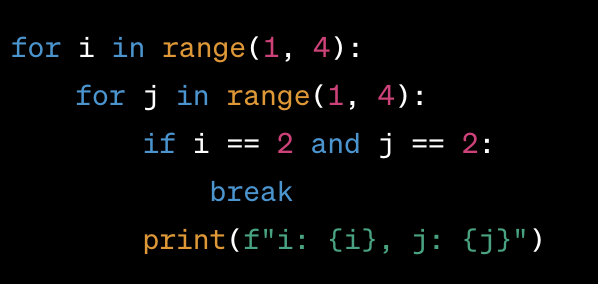 for i in range(1, 4):
    for j in range(1, 4):
        if i == 2 and j == 2:
            break
        print(f"i: {i}, j: {j}")